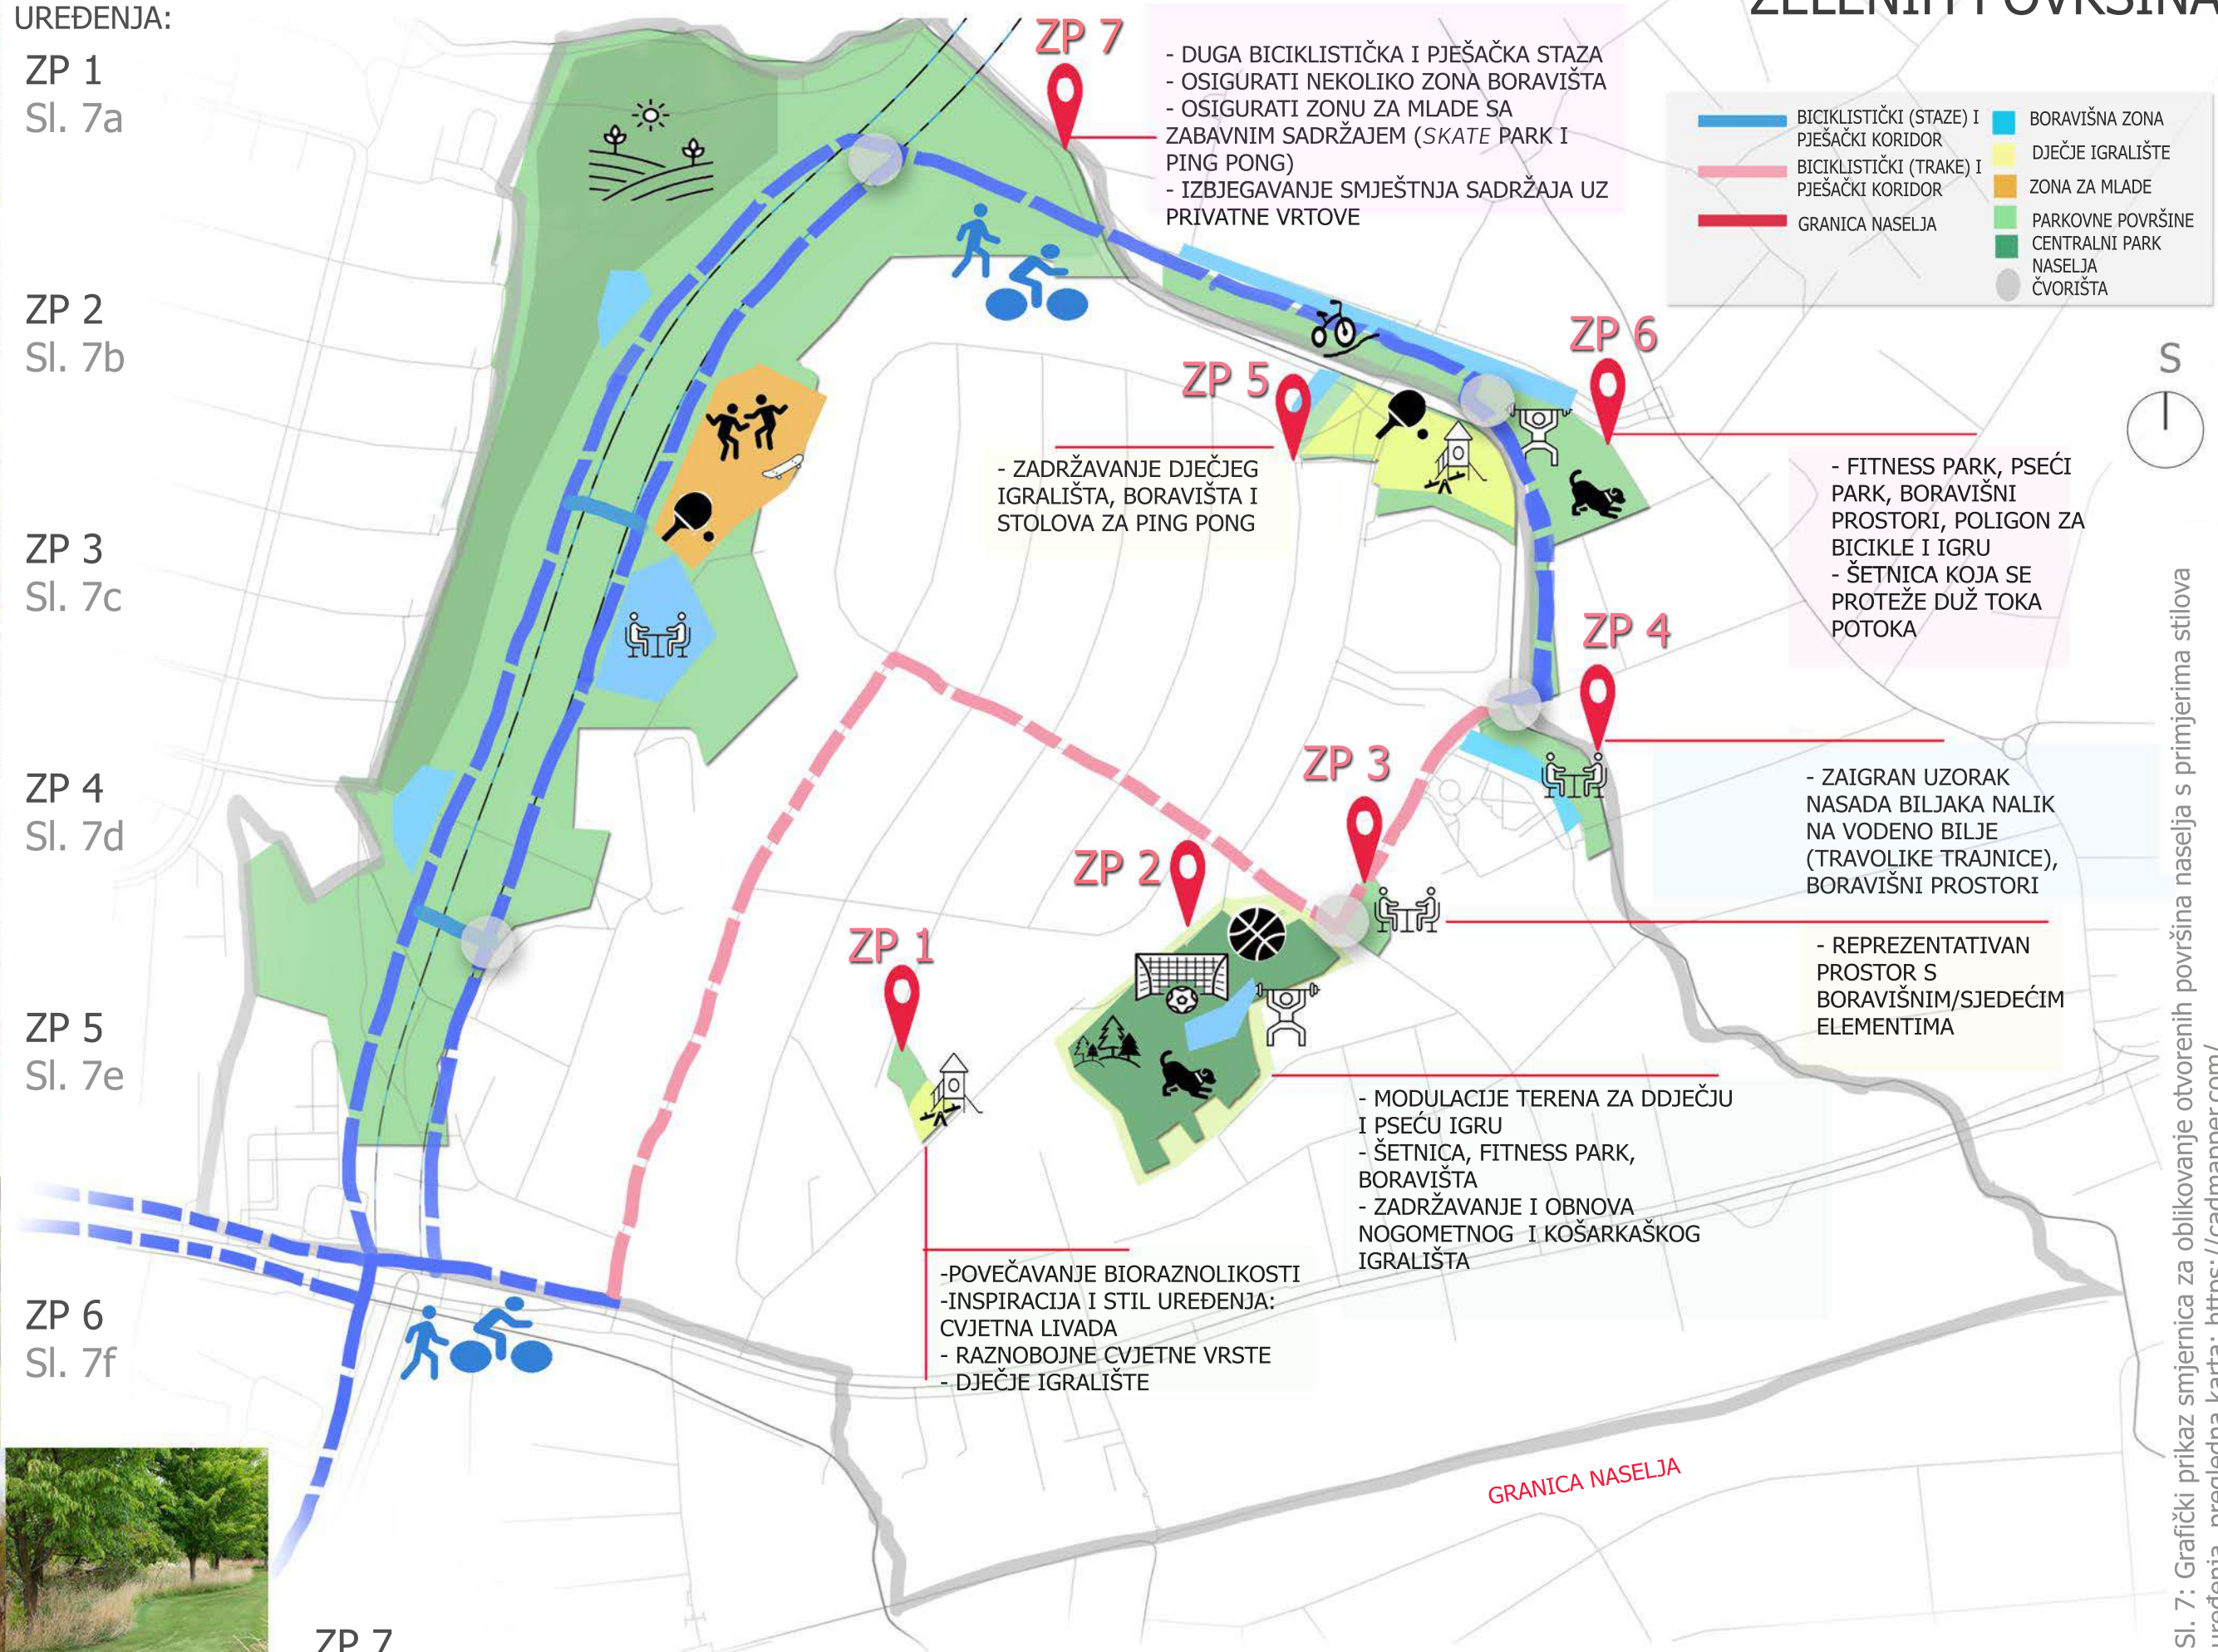 ZELENIH POVRŠINA
UREĐENJA:
ZP 1
Sl. 7a
ZP 2
Sl. 7b
ZP 3
Sl. 7c
ZP 4
Sl. 7d
ZP 5
Sl. 7e
ZP 6
Sl. 7f
ZP 7
ZP 7
- DUGA BICIKLISTIČKA I PJEŠAČKA STAZA
- OSIGURATI NEKOLIKO ZONA BORAVIŠTA
- OSIGURATI ZONU ZA MLADE SA
ZABAVNIM SADRŽAJEM (SKATE PARK I
PING PONG)
- IZBJEGAVANJE SMJEŠTNJA SADRŽAJA UZ
PRIVATNE VRTOVE
BICIKLISTIČKI (STAZE) I
PJEŠAČKI KORIDOR
BICIKLISTIČKI (TRAKE) I
PJEŠAČKI KORIDOR
GRANICA NASELJA
BORAVIŠNA ZONA
DJEČJE IGRALIŠTE
ZONA ZA MLADE
PARKOVNE POVRŠINE
CENTRALNI PARK
NASELJA
ČVORIŠTA
S
ZP 6
- FITNESS PARK, PSEĆI
PARK, BORAVIŠNI
PROSTORI, POLIGON ZA
BICIKLE I IGRU
- ŠETNICA KOJA SE
PROTEŽE DUŽ TOKA
POTOKA
ZP 5
- ZADRŽAVANJE DJEČJEG
IGRALIŠTA, BORAVIŠTA I
STOLOVA ZA PING PONG
ZP 4
- ZAIGRAN UZORAK
NASADA BILJAKA NALIK
NA VODENO BILJE
(TRAVOLIKE TRAJNICE),
BORAVIŠNI PROSTORI
ZP 3
- REPREZENTATIVAN
PROSTOR S
BORAVIŠNIM/SJEDEĆIM
ELEMENTIMA
ZP 2
- MODULACIJE TERENA ZA DDJEČJU
I PSEĆU IGRU
- ŠETNICA, FITNESS PARK,
BORAVIŠTA
- ZADRŽAVANJE I OBNOVA
NOGOMETNOG I KOŠARKAŠKOG
IGRALIŠTA
ZP 1
-POVEČAVANJE BIORAZNOLIKOSTI
-INSPIRACIJA I STIL UREĐENJA:
CVJETNA LIVADA
- RAZNOBOJNE CVJETNE VRSTE
- DJEČJE IGRALIŠTE
GRANICA NASELJA
Sl. 7: Grafički prikaz smjernica za oblikovanje otvorenih površina naselja s primjerima stilova
uređenja, pregledna karta: https://cadmapper.com/